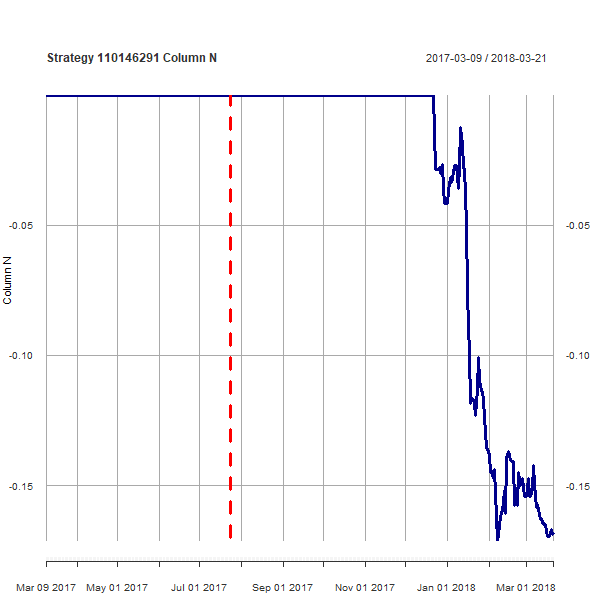 Strategy 110146291 Column N
2017-03-09 / 2018-03-21
-0.05
-0.05
Column N
-0.10
-0.10
-0.15
-0.15
Mar 09 2017
May 01 2017
Jul 01 2017
Sep 01 2017
Nov 01 2017
Jan 01 2018
Mar 01 2018